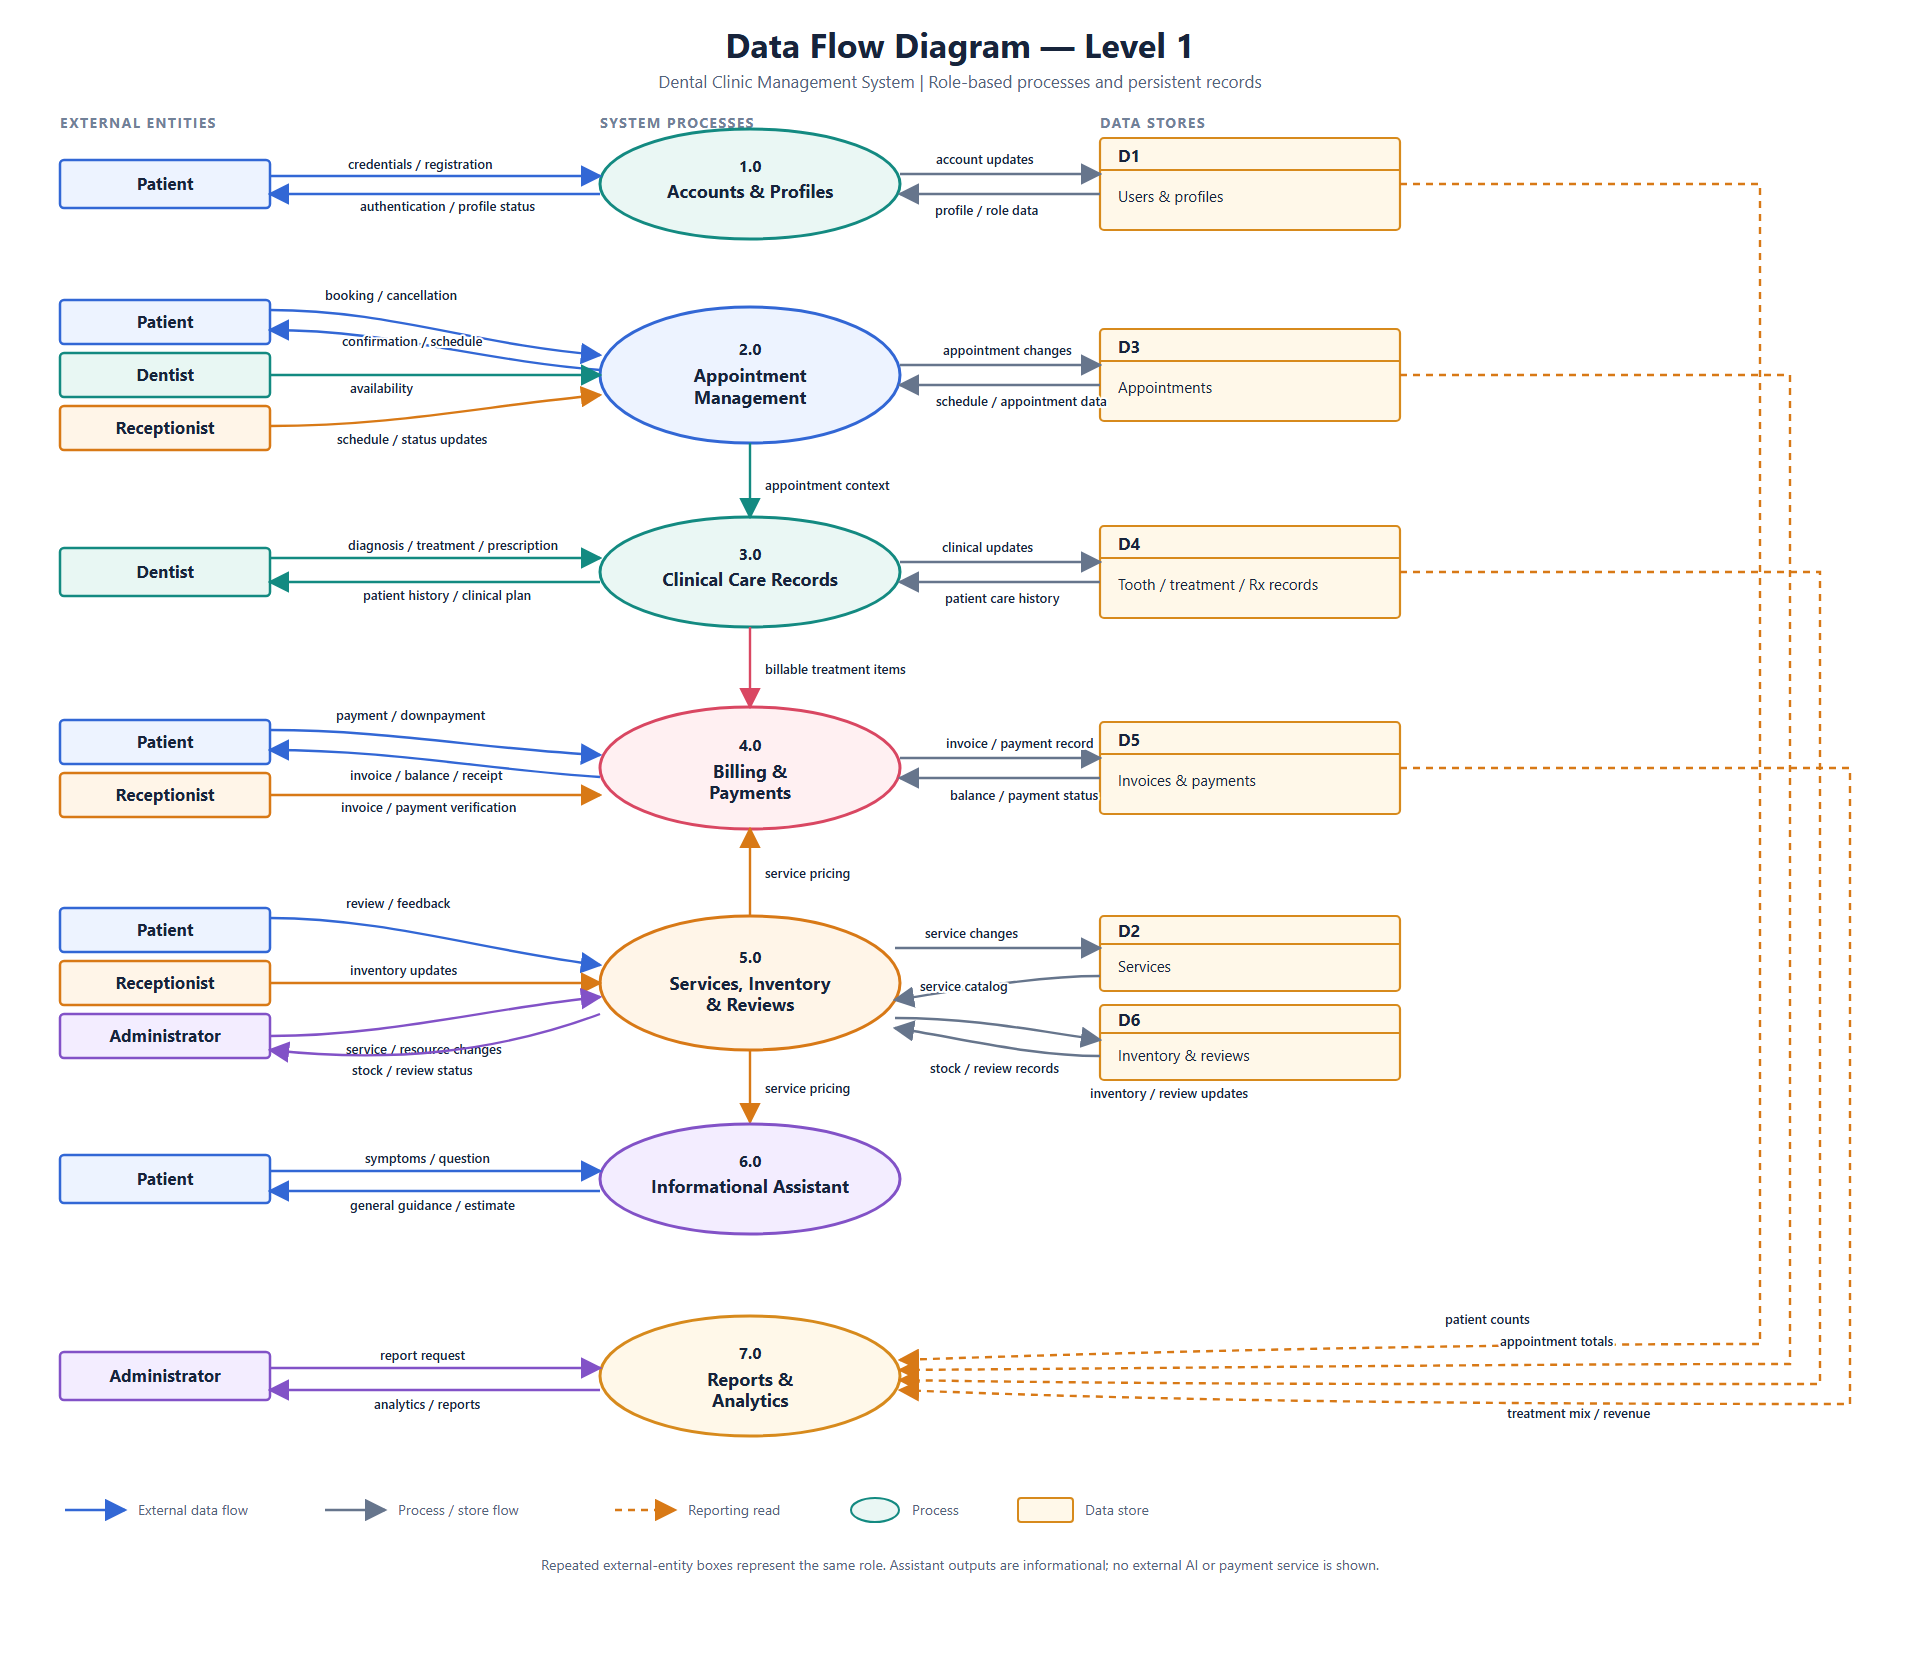 Data Flow Diagram — Level 1
Dental Clinic Management System | Role-based processes and persistent records
EXTERNAL ENTITIES
SYSTEM PROCESSES
DATA STORES
Patient
credentials / registration
authentication / profile status
1.0
Accounts & Profiles
account updates
profile / role data
D1
Users & profiles
Patient
Dentist
Receptionist
booking / cancellation
confirmation / schedule
availability
schedule / status updates
2.0
Appointment
Management
appointment changes
schedule / appointment data
D3
Appointments
appointment context
Dentist
diagnosis / treatment / prescription
patient history / clinical plan
3.0
Clinical Care Records
clinical updates
patient care history
D4
Tooth / treatment / Rx records
billable treatment items
Patient
Receptionist
payment / downpayment
invoice / balance / receipt
invoice / payment verification
4.0
Billing &
Payments
invoice / payment record
balance / payment status
D5
Invoices & payments
service pricing
Patient
Receptionist
Administrator
review / feedback
inventory updates
service / resource changes
stock / review status
5.0
Services, Inventory
& Reviews
service changes
service catalog
stock / review records
D2
Services
D6
Inventory & reviews
inventory / review updates
service pricing
Patient
symptoms / question
general guidance / estimate
6.0
Informational Assistant
Administrator
report request
analytics / reports
7.0
Reports &
Analytics
patient counts
appointment totals
treatment mix / revenue
External data flow
Process / store flow
Reporting read
Process
Data store
Repeated external-entity boxes represent the same role. Assistant outputs are informational; no external AI or payment service is shown.